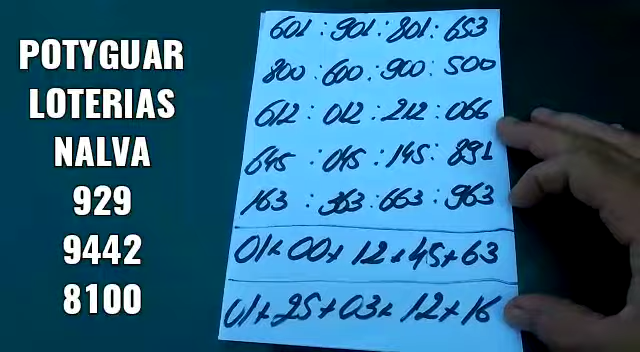 POTYGUAR
LOTERIAS
NALVA
929
9442
8100
601 : 901 : 801 : 653
800 : 600 : 900 : 500
612 : 012 : 212 : 066
645 : 045 : 145 : 891
163 : 363 : 663 : 963
01 + 00 + 12 + 45 + 63
01 + 25 + 03 + 12 + 16